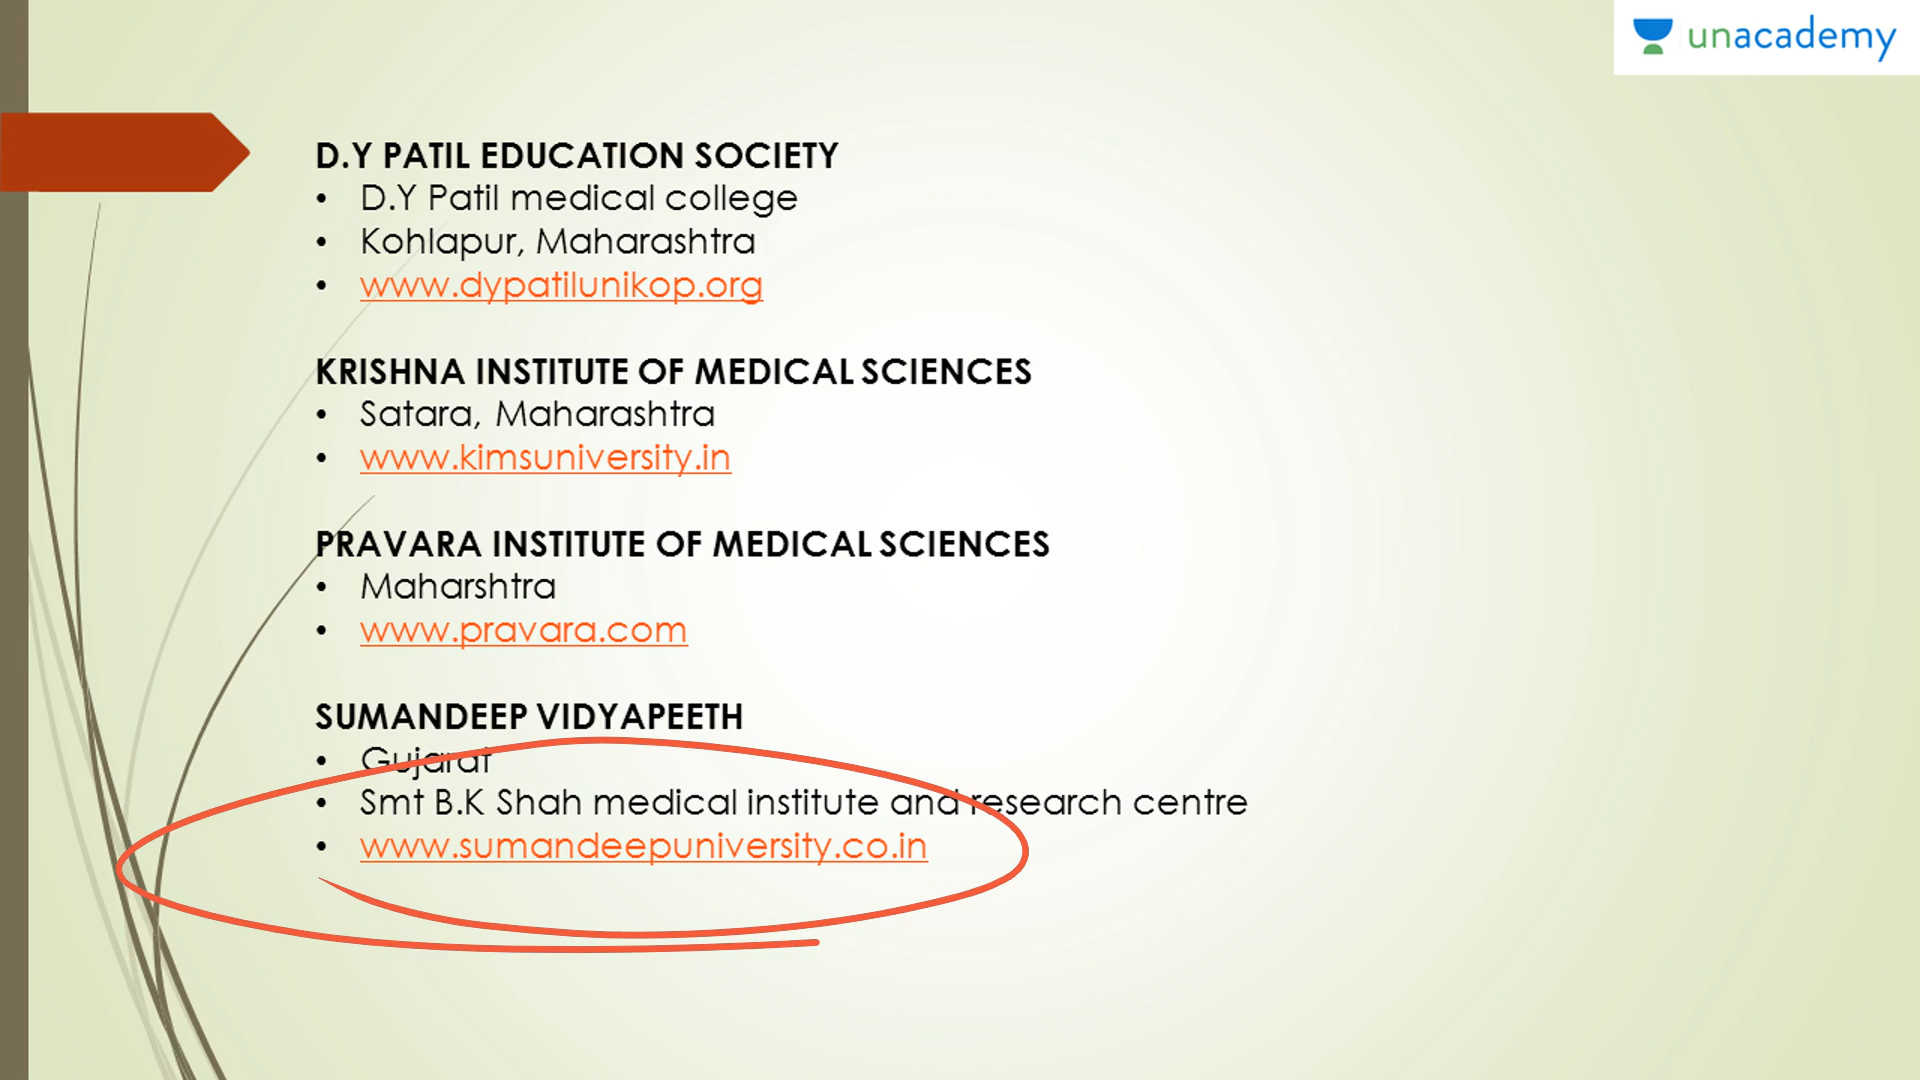 unacademy
D.Y PATIL EDUCATION SOCIETY
• D.Y Patil medical college
• Kohlapur, Maharashtra
• www.dypatilunikop.org
KRISHNA INSTITUTE OF MEDICAL SCIENCES
• Satara, Maharashtra
• www.kimsuniversity.in
PRAVARA INSTITUTE OF MEDICAL SCIENCES
• Maharshtra
• www.pravara.com
SUMANDEEP VIDYAPEETH
• Gujarat
• Smt B.K Shah medical institute and research centre
• www.sumandeepuniversity.co.in